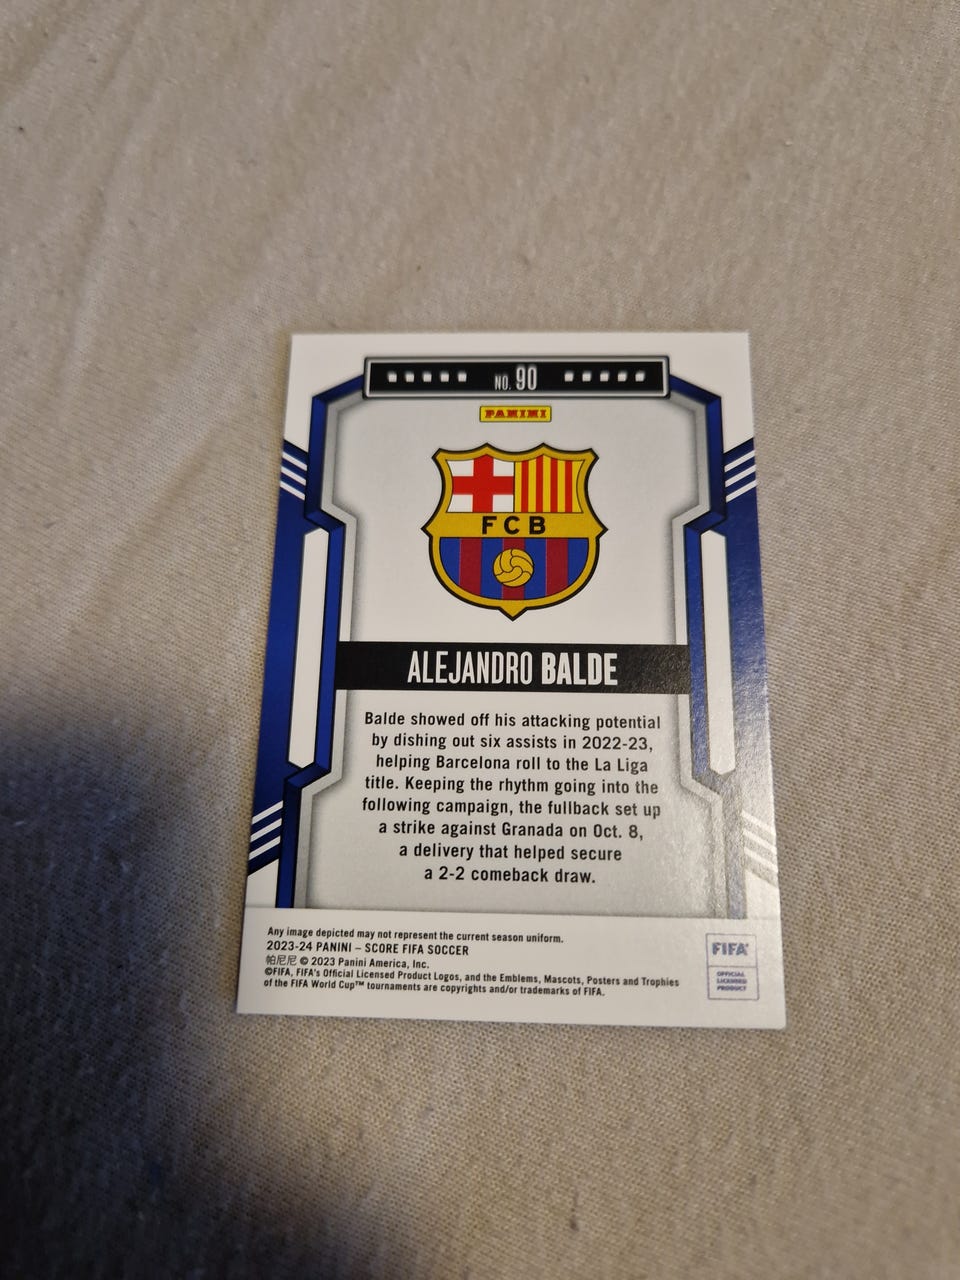 NO. 90
PANINI
FCB
ALEJANDRO BALDE
Balde showed off his attacking potential
by dishing out six assists in 2022-23,
helping Barcelona roll to the La Liga
title. Keeping the rhythm going into the
following campaign, the fullback set up
a strike against Granada on Oct. 8,
a delivery that helped secure
a 2-2 comeback draw.
Any image depicted may not represent the current season uniform.
2023-24 PANINI – SCORE FIFA SOCCER
帕尼尼 © 2023 Panini America, Inc.
©FIFA, FIFA's Official Licensed Product Logos, and the Emblems, Mascots, Posters and Trophies
of the FIFA World Cup™ tournaments are copyrights and/or trademarks of FIFA.
FIFA®
OFFICIAL
LICENSED
PRODUCT